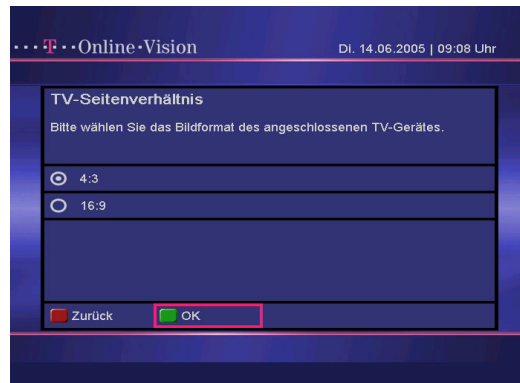 ····T··Online·Vision
Di. 14.06.2005 | 09:08 Uhr
TV-Seitenverhältnis
Bitte wählen Sie das Bildformat des angeschlossenen TV-Gerätes.
4:3
16:9
Zurück OK